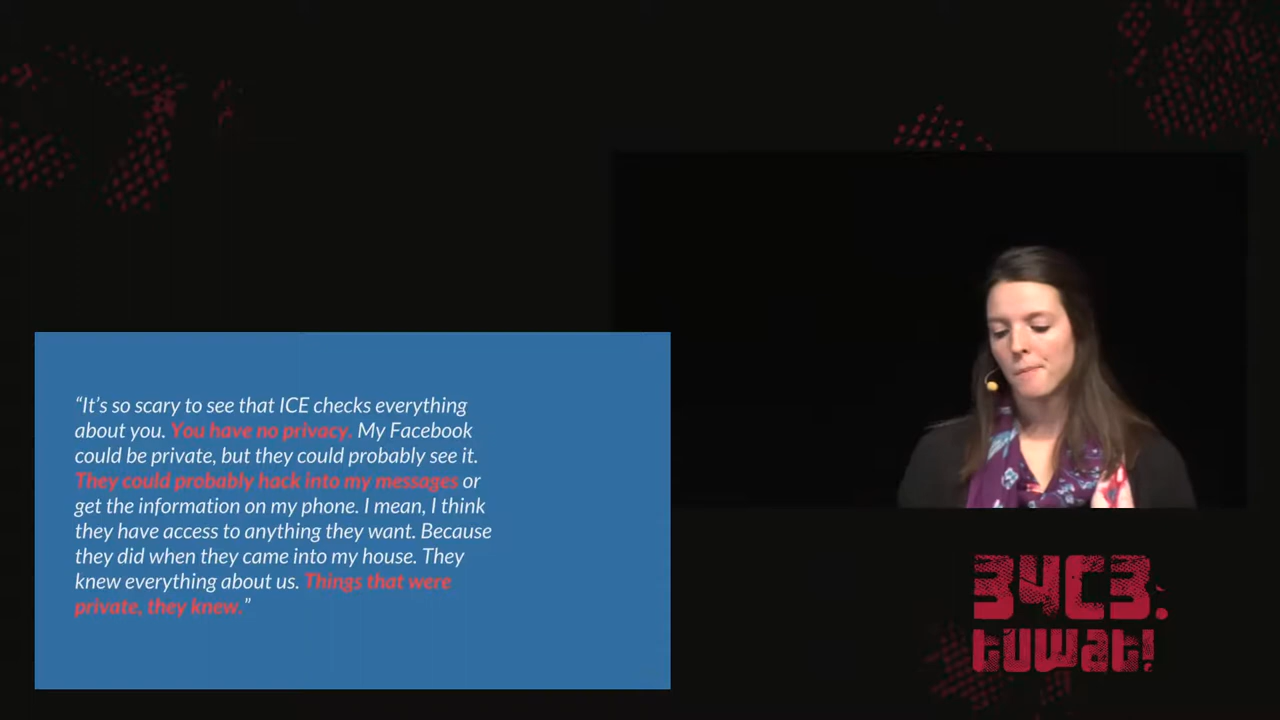 “It’s so scary to see that ICE checks everything
about you. You have no privacy. My Facebook
could be private, but they could probably see it.
They could probably hack into my messages or
get the information on my phone. I mean, I think
they have access to anything they want. Because
they did when they came into my house. They
knew everything about us. Things that were
private, they knew.”
34C3.
tuwat!